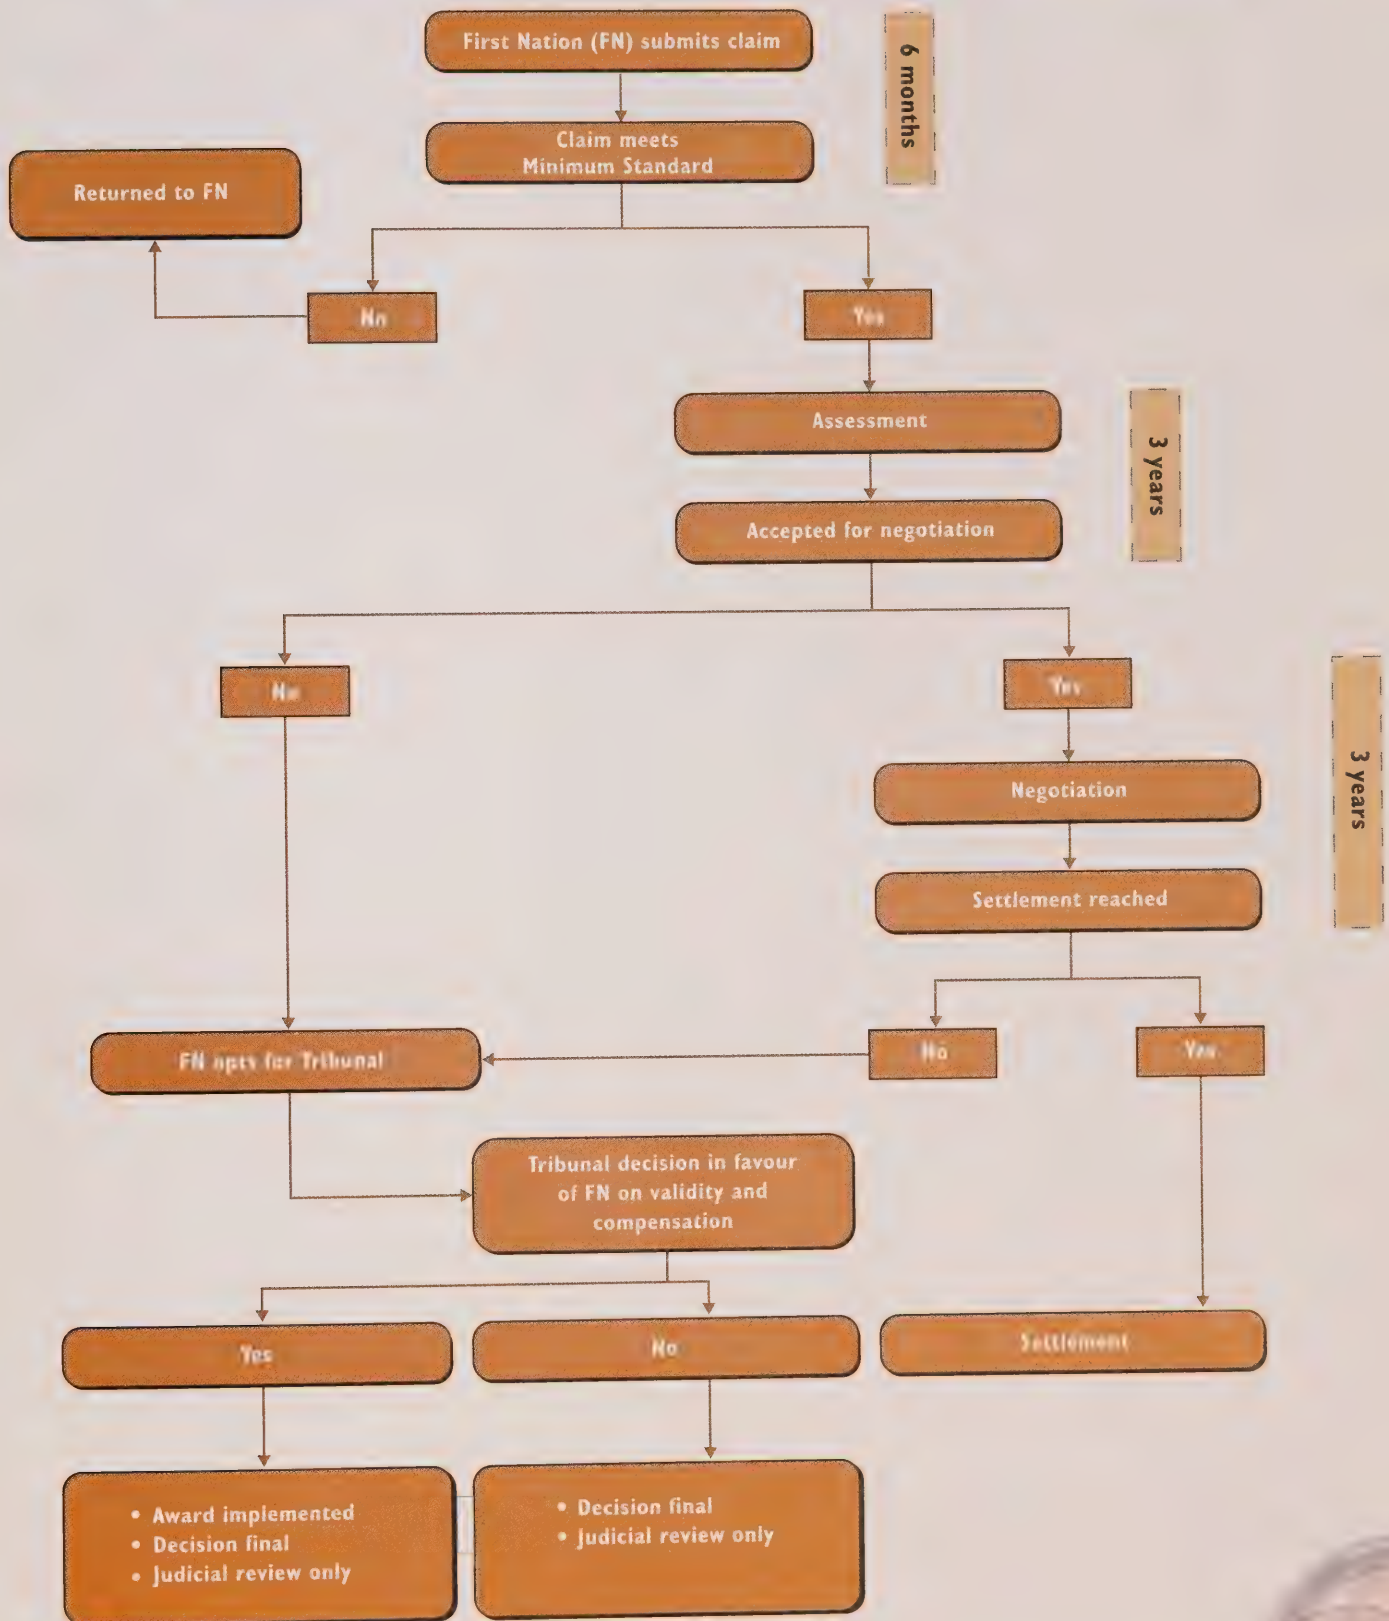 First Nation (FN) submits claim
6 months
Claim meets
Minimum Standard
Returned to FN
No
Yes
Assessment
3 years
Accepted for negotiation
No
Yes
Negotiation
3 years
Settlement reached
No
Yes
FN opts for Tribunal
Tribunal decision in favour
of FN on validity and
compensation
Yes
No
Settlement
• Award implemented
• Decision final
• Judicial review only
• Decision final
• Judicial review only